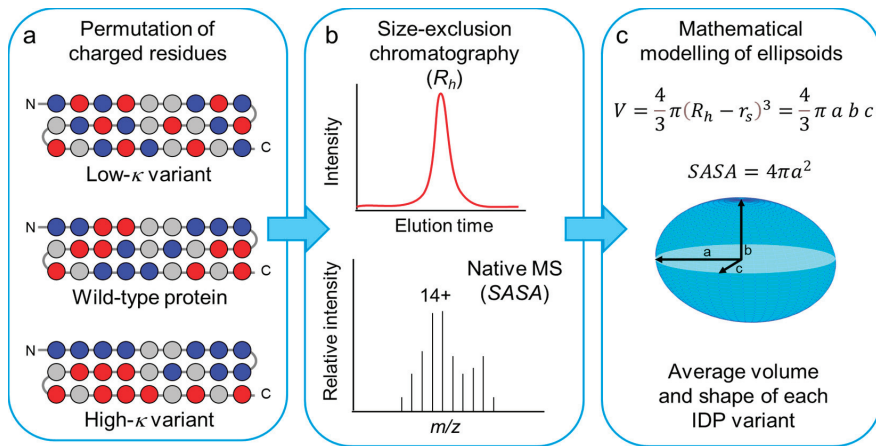 a
Permutation of
charged residues
N
C
Low-κ variant
N
C
Wild-type protein
N
C
High-κ variant
b
Size-exclusion
chromatography
(Rh)
Intensity
Elution time
Native MS
(SASA)
14+
Relative intensity
m/z
c
Mathematical
modelling of ellipsoids
V = 4/3 π(Rh − rs)³ = 4/3 π a b c
SASA = 4πa²
a
b
c
Average volume
and shape of each
IDP variant